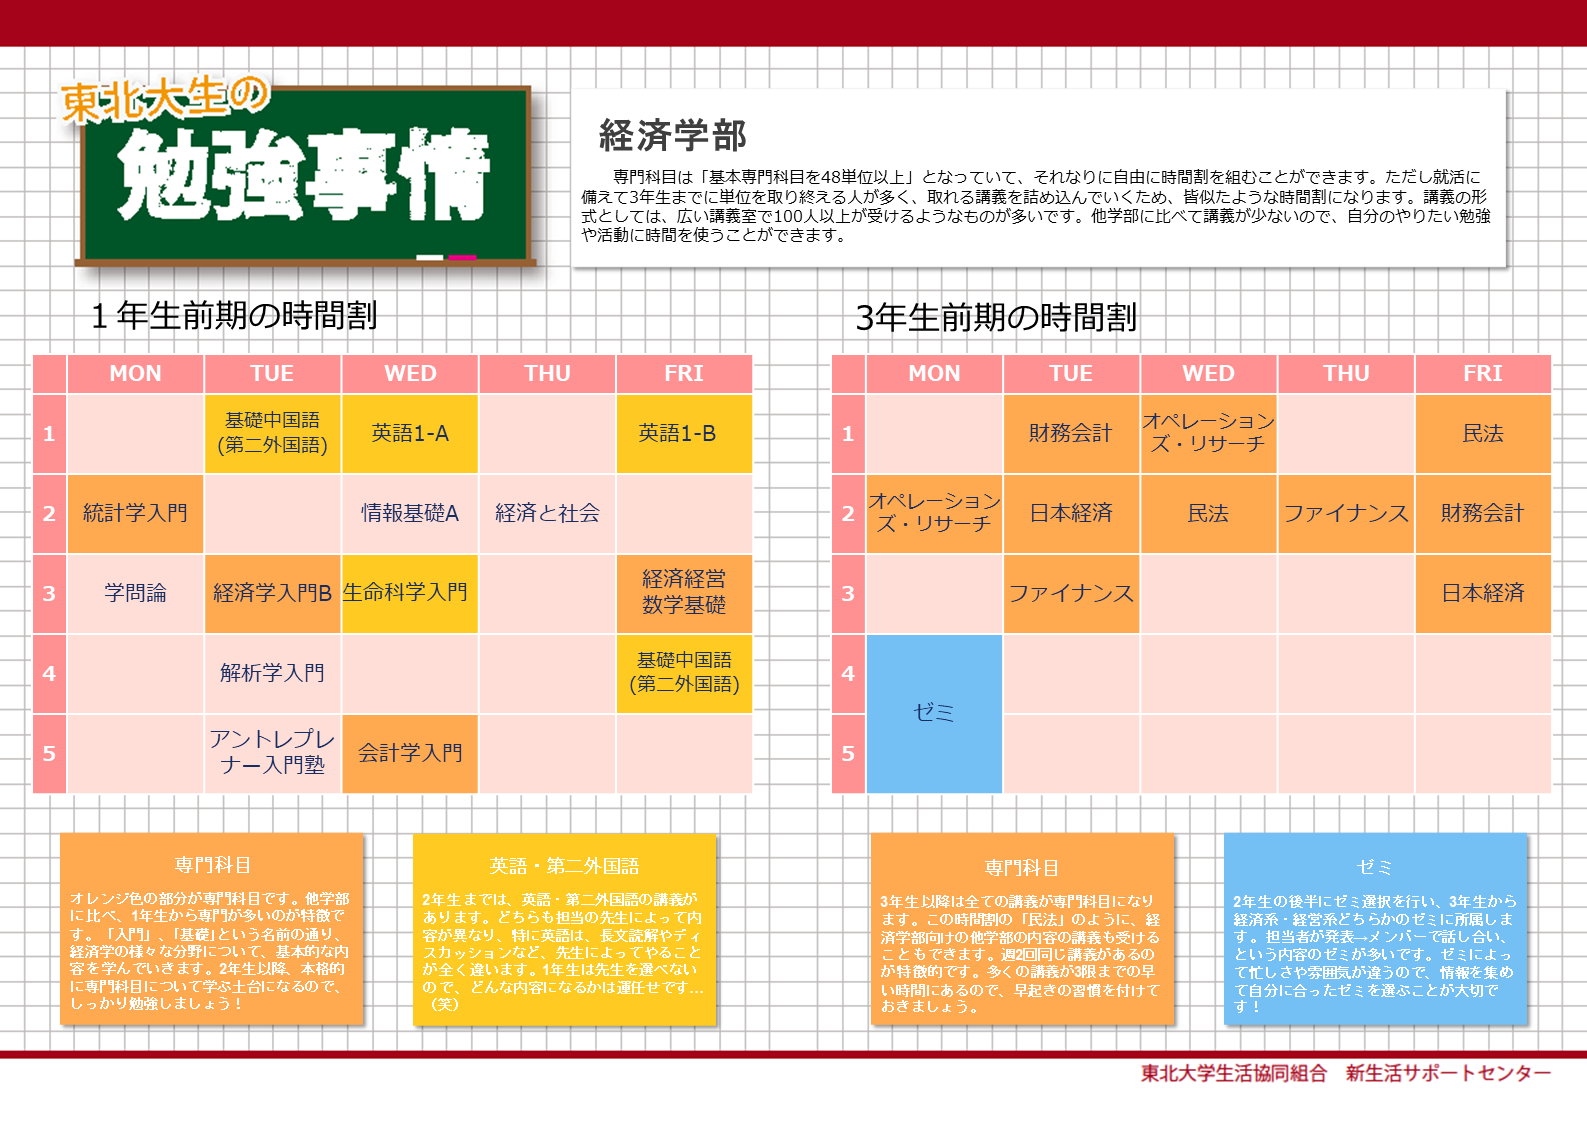 東北大生の
勉強事情
経済学部
専門科目は「基本専門科目を48単位以上」となっていて、それなりに自由に時間割を組むことができます。ただし就活に
備えて3年生までに単位を取り終える人が多く、取れる講義を詰め込んでいくため、皆似たような時間割になります。講義の形
式としては、広い講義室で100人以上が受けるようなものが多いです。他学部に比べて講義が少ないので、自分のやりたい勉強
や活動に時間を使うことができます。
１年生前期の時間割
MON TUE WED THU FRI
1 基礎中国語 英語1-A 英語1-B
(第二外国語)
2 統計学入門 情報基礎A 経済と社会
3 学問論 経済学入門B 生命科学入門 経済経営
数学基礎
4 解析学入門 基礎中国語
(第二外国語)
5 アントレプレ 会計学入門
ナー入門塾
3年生前期の時間割
MON TUE WED THU FRI
1 財務会計 オペレーション 民法
ズ・リサーチ
2 オペレーション 日本経済 民法 ファイナンス 財務会計
ズ・リサーチ
3 ファイナンス 日本経済
4
ゼミ
5
専門科目
オレンジ色の部分が専門科目です。他学部
に比べ、1年生から専門が多いのが特徴で
す。「入門」、「基礎」という名前の通り、
経済学の様々な分野について、基本的な内
容を学んでいきます。2年生以降、本格的
に専門科目について学ぶ土台になるので、
しっかり勉強しましょう！
英語・第二外国語
2年生までは、英語・第二外国語の講義が
あります。どちらも担当の先生によって内
容が異なり、特に英語は、長文読解やディ
スカッションなど、先生によってやること
が全く違います。1年生は先生を選べない
ので、どんな内容になるかは運任せです…
（笑）
専門科目
3年生以降は全ての講義が専門科目になり
ます。この時間割の「民法」のように、経
済学部向けの他学部の内容の講義も受ける
こともできます。週2回同じ講義があるの
が特徴的です。多くの講義が3限までの早
い時間にあるので、早起きの習慣を付けて
おきましょう。
ゼミ
2年生の後半にゼミ選択を行い、3年生から
経済系・経営系どちらかのゼミに所属しま
す。担当者が発表→メンバーで話し合い、
という内容のゼミが多いです。ゼミによっ
て忙しさや雰囲気が違うので、情報を集め
て自分に合ったゼミを選ぶことが大切で
す！
東北大学生活協同組合　新生活サポートセンター